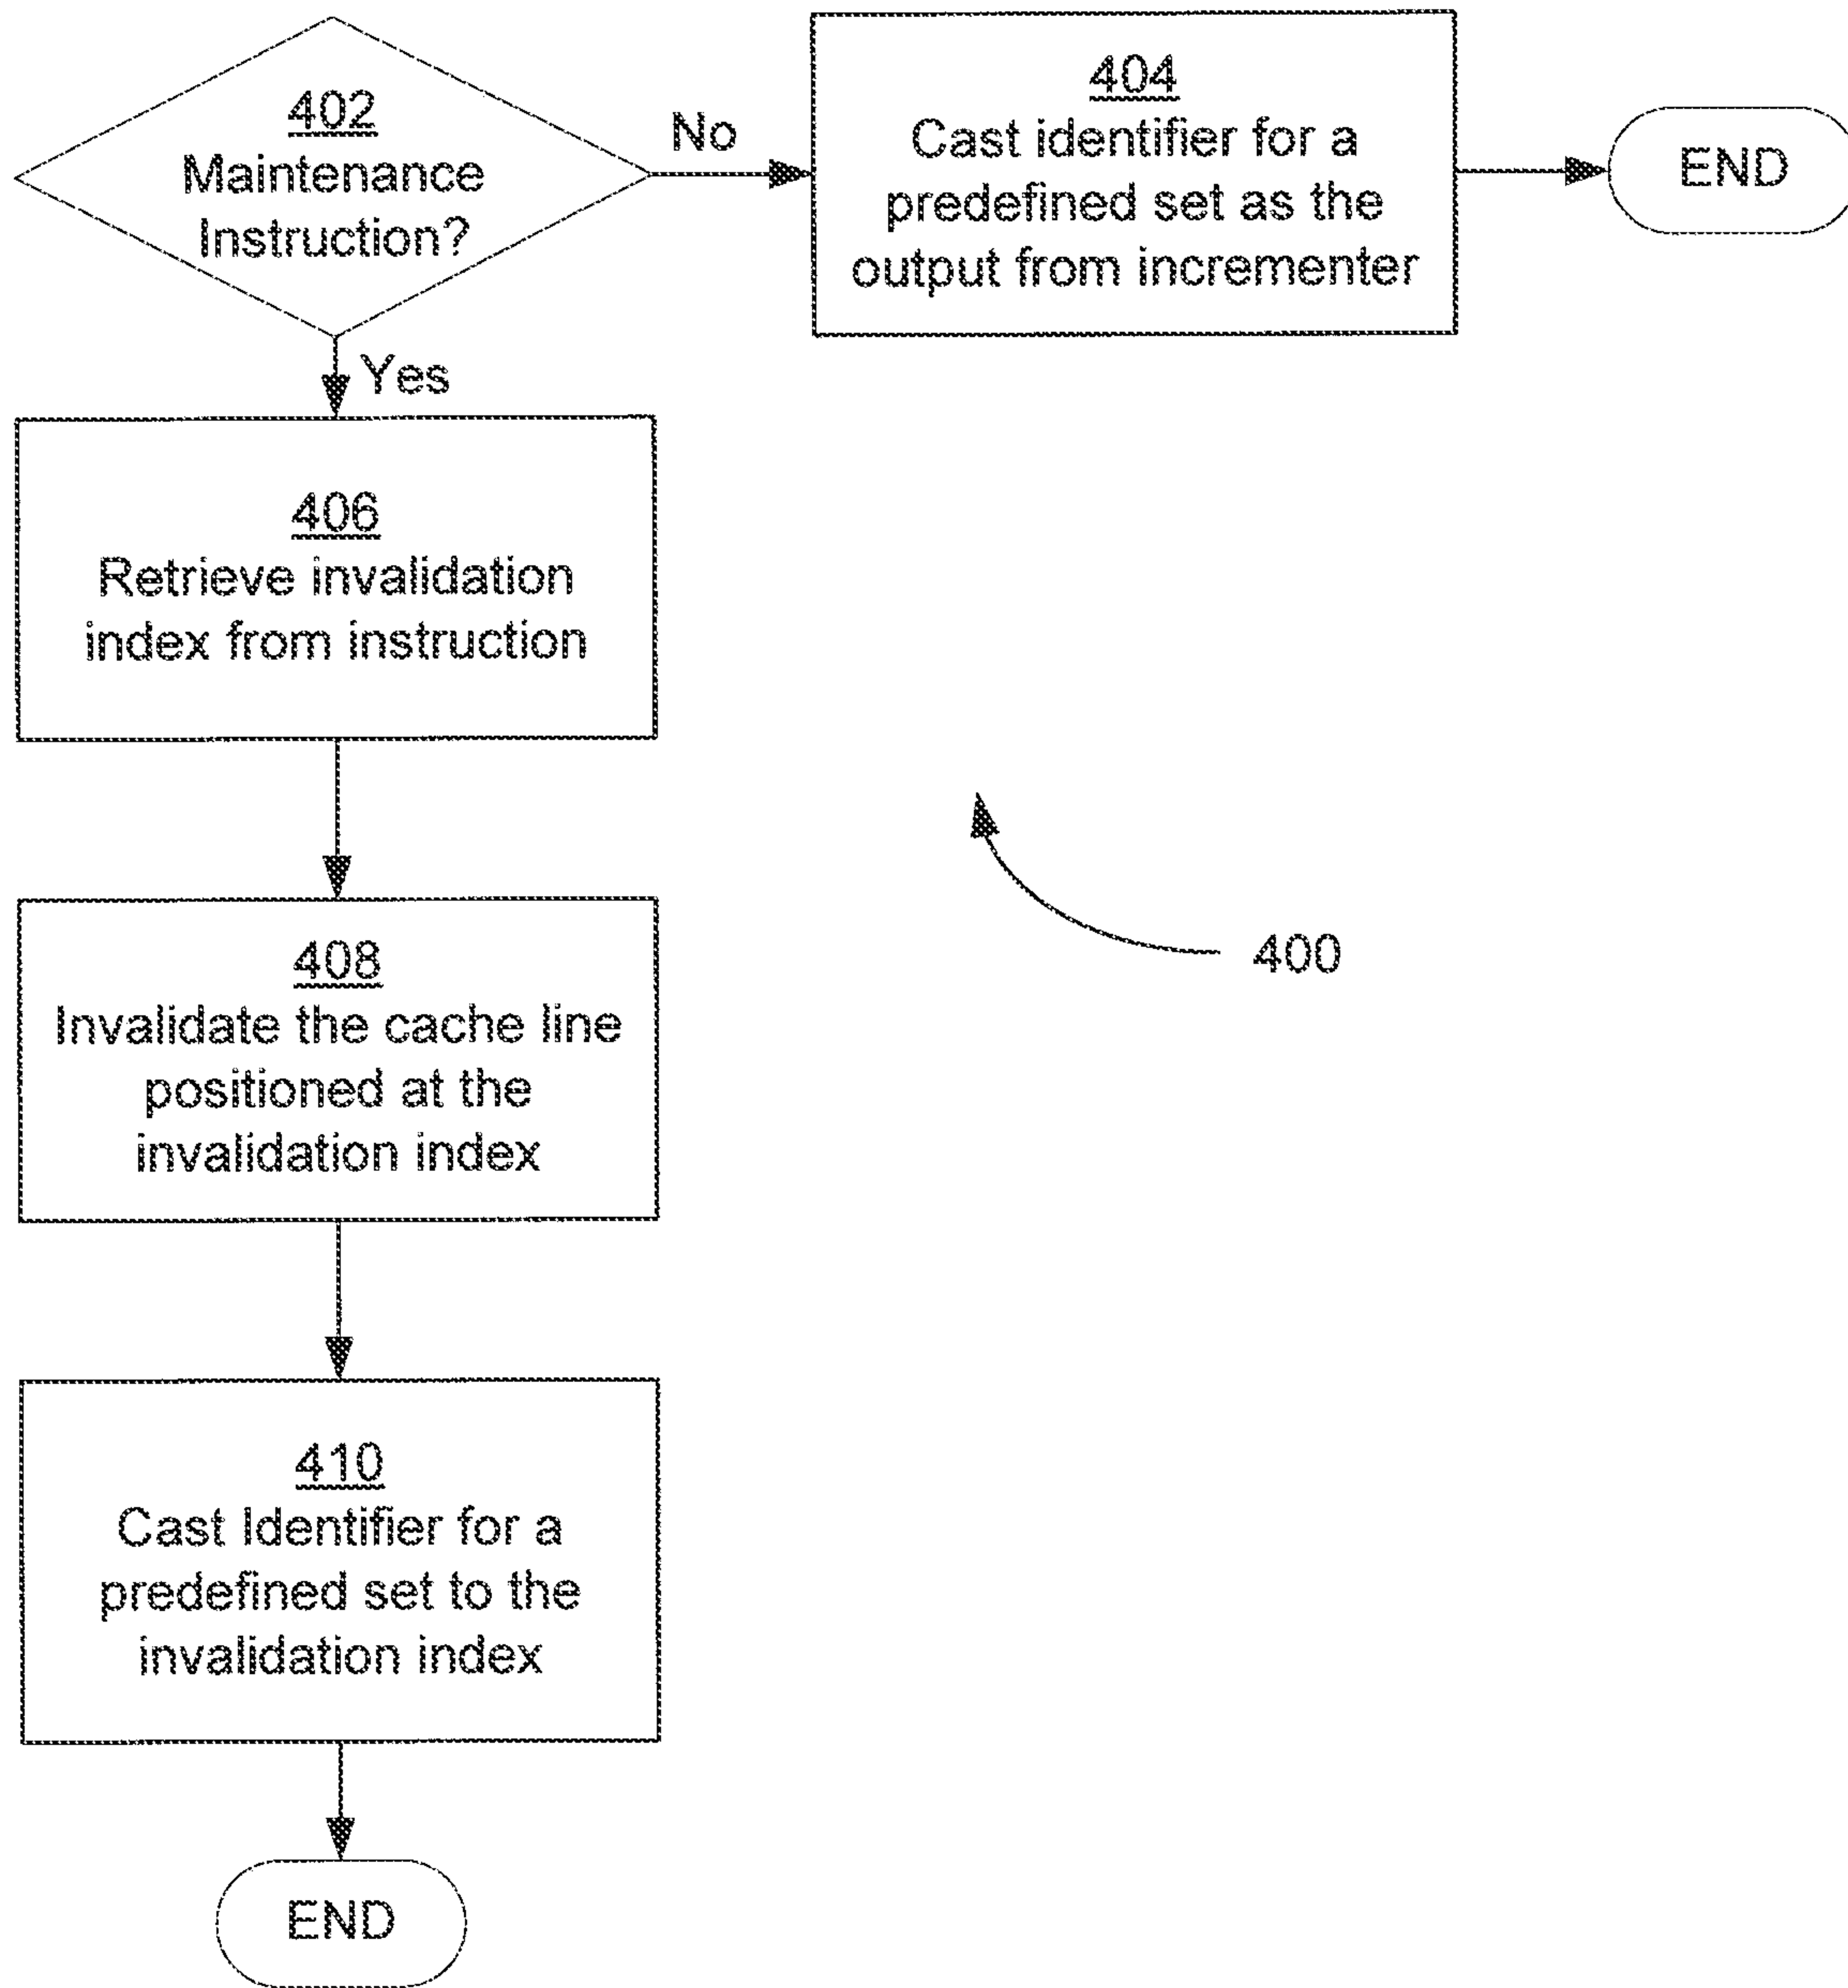 402
Maintenance
Instruction?
No
404
Cast identifier for a
predefined set as the
output from incrementer
END
Yes
406
Retrieve invalidation
index from instruction
408
Invalidate the cache line
positioned at the
invalidation index
400
410
Cast Identifier for a
predefined set to the
invalidation index
END